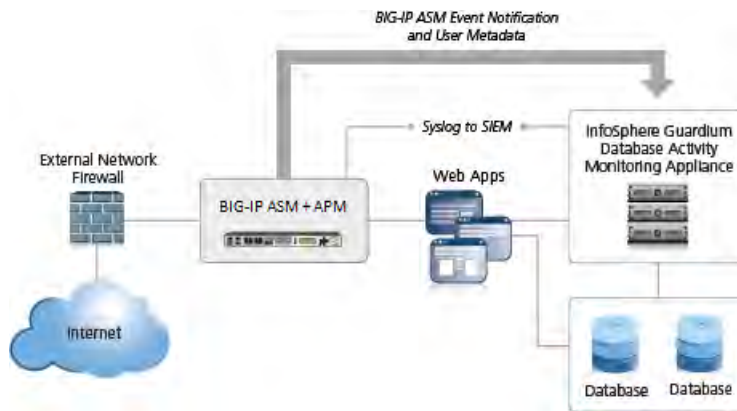 BIG-IP ASM Event Notification
and User Metadata
Syslog to SIEM
InfoSphere Guardium
Database Activity
Monitoring Appliance
External Network
Firewall
Web Apps
BIG-IP ASM + APM
Internet
Database
Database